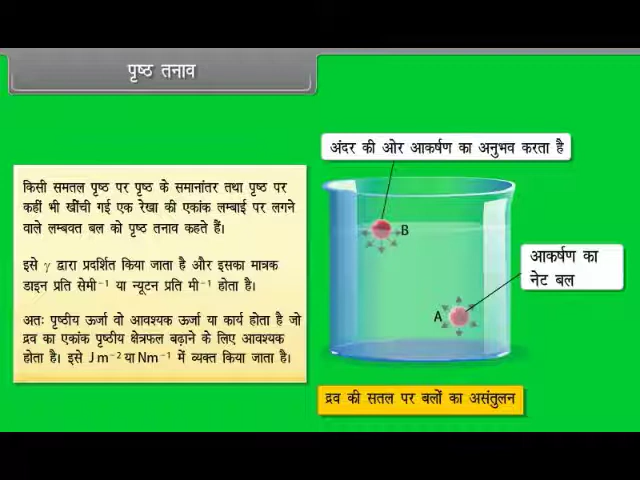 पृष्ठ तनाव
किसी समतल पृष्ठ पर पृष्ठ के समानांतर तथा पृष्ठ पर
कहीं भी खींची गई एक रेखा की एकांक लम्बाई पर लगने
वाले लम्बवत बल को पृष्ठ तनाव कहते हैं।
इसे γ द्वारा प्रदर्शित किया जाता है और इसका मात्रक
डाइन प्रति सेमी⁻¹ या न्यूटन प्रति मी⁻¹ होता है।
अतः पृष्ठीय ऊर्जा वो आवश्यक ऊर्जा या कार्य होता है जो
द्रव का एकांक पृष्ठीय क्षेत्रफल बढ़ाने के लिए आवश्यक
होता है। इसे J m⁻² या Nm⁻¹ में व्यक्त किया जाता है।
अंदर की ओर आकर्षण का अनुभव करता है
B
आकर्षण का
नेट बल
A
द्रव की सतल पर बलों का असंतुलन